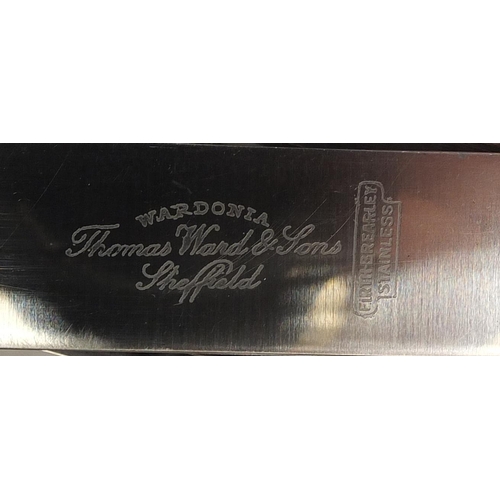 WARDONIA
Thomas Ward & Sons
Sheffield
FIRTH BREARLEY
STAINLESS